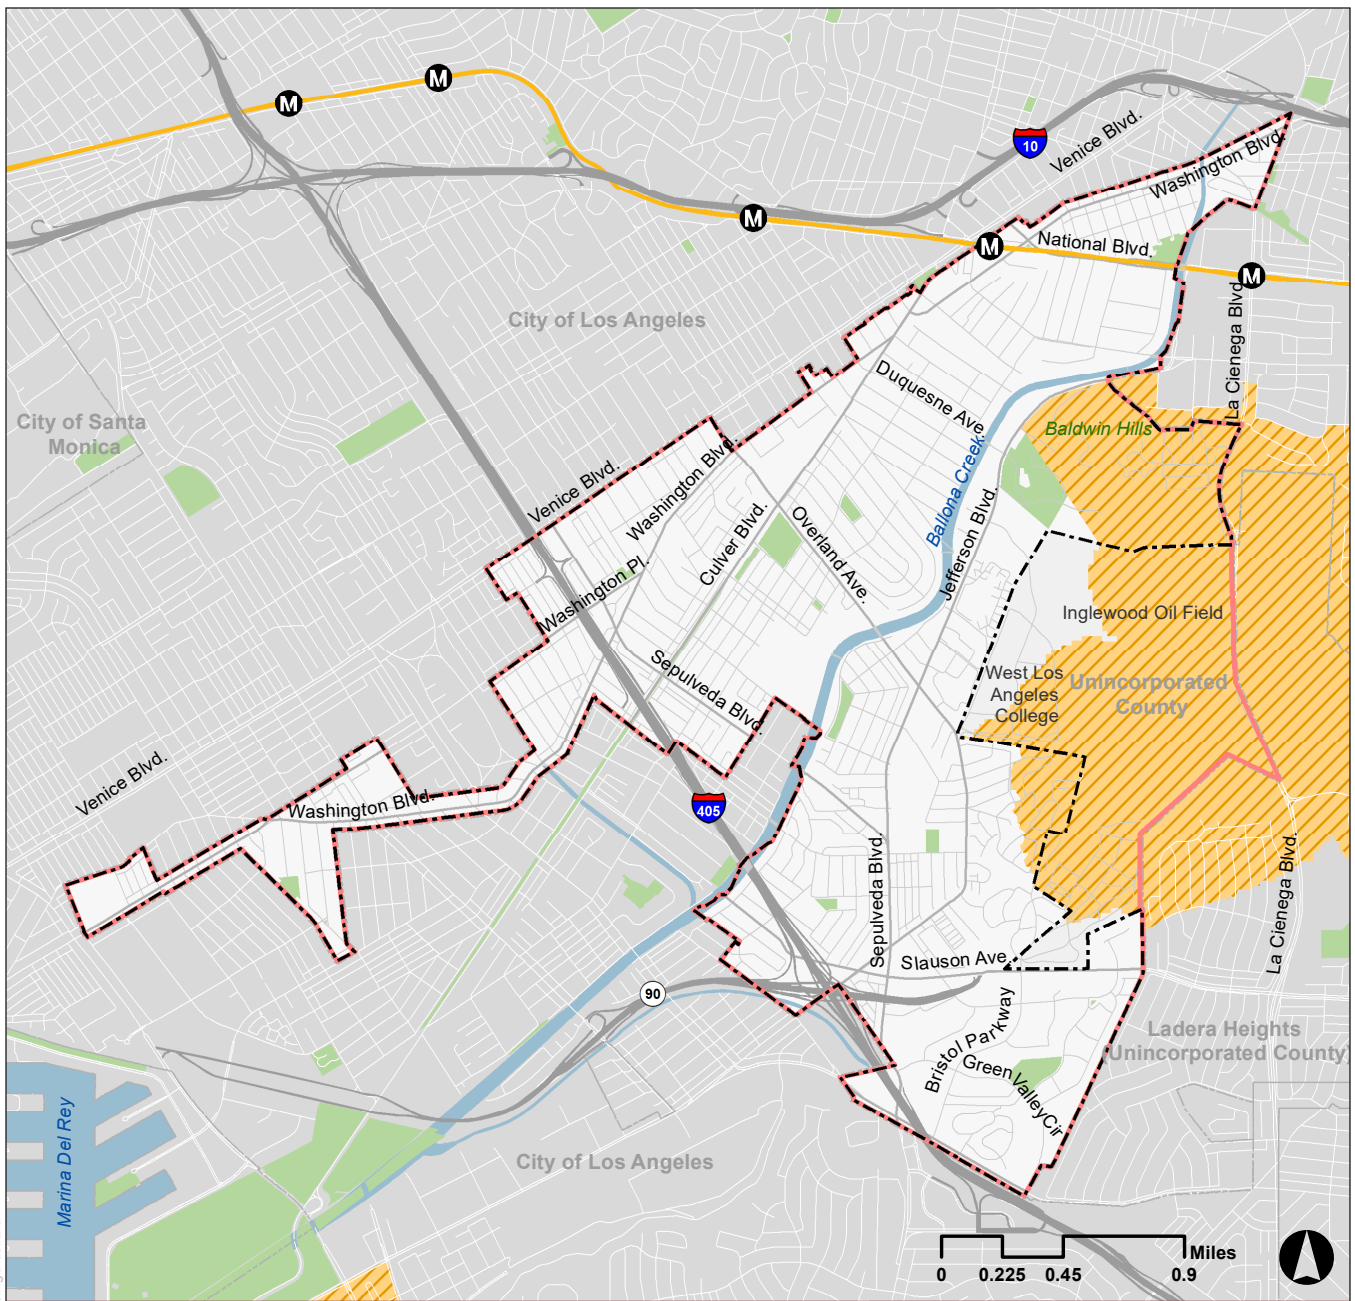 M
M
10
Venice Blvd.
Washington Blvd.
M
M
National Blvd.
M
La Cienega Blvd.
City of Los Angeles
Duquesne Ave.
City of Santa
Monica
Baldwin Hills
Venice Blvd.
Washington Blvd.
Ballona Creek
Jefferson Blvd.
Culver Blvd.
Overland Ave.
Washington Pl.
Inglewood Oil Field
Sepulveda Blvd.
West Los
Angeles
College
Unincorporated
County
Venice Blvd.
Washington Blvd.
405
Sepulveda Blvd.
La Cienega Blvd.
Slauson Ave.
90
Bristol Parkway
Green Valley Cir
Ladera Heights
(Unincorporated County)
Marina Del Rey
City of Los Angeles
Miles
0 0.225 0.45 0.9